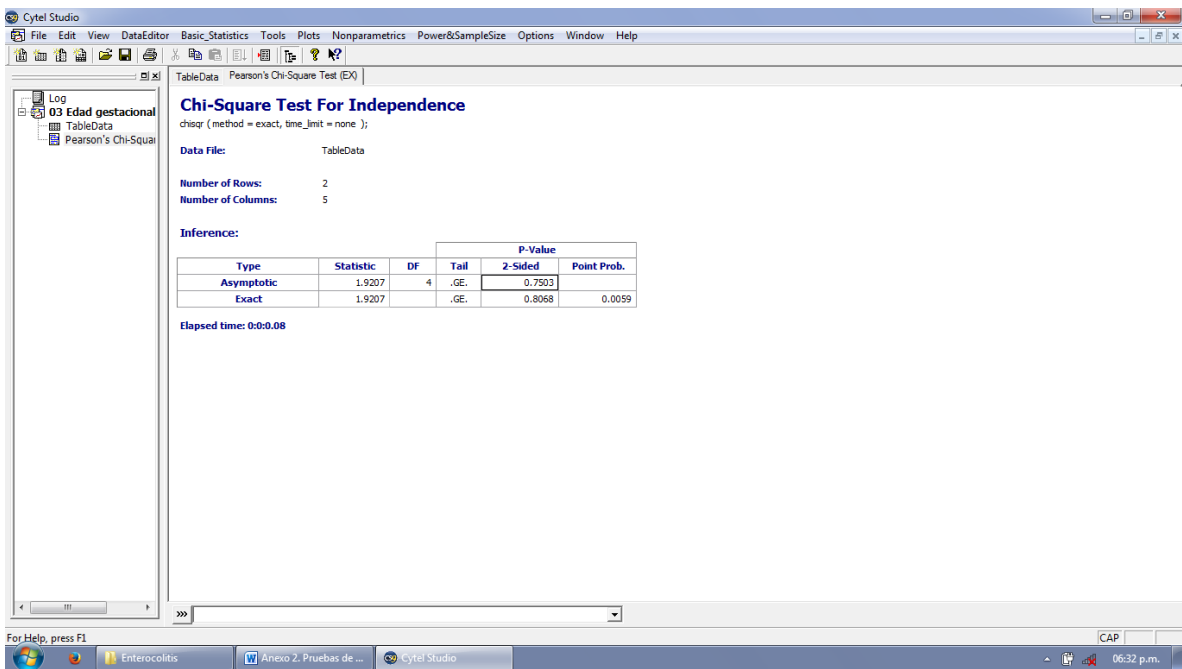 Cytel Studio
File Edit View DataEditor Basic_Statistics Tools Plots Nonparametrics Power&SampleSize Options Window Help
TableData Pearson's Chi-Square Test (EX)
Log
03 Edad gestacional
TableData
Pearson's Chi-Squar
Chi-Square Test For Independence
chisqr ( method = exact, time_limit = none );
Data File: TableData
Number of Rows: 2
Number of Columns: 5
Inference:
P-Value
Type Statistic DF Tail 2-Sided Point Prob.
Asymptotic 1.9207 4 .GE. 0.7503
Exact 1.9207 .GE. 0.8068 0.0059
Elapsed time: 0:0:0.08
»»
For Help, press F1
CAP
Enterocolitis
Anexo 2. Pruebas de ...
Cytel Studio
06:32 p.m.